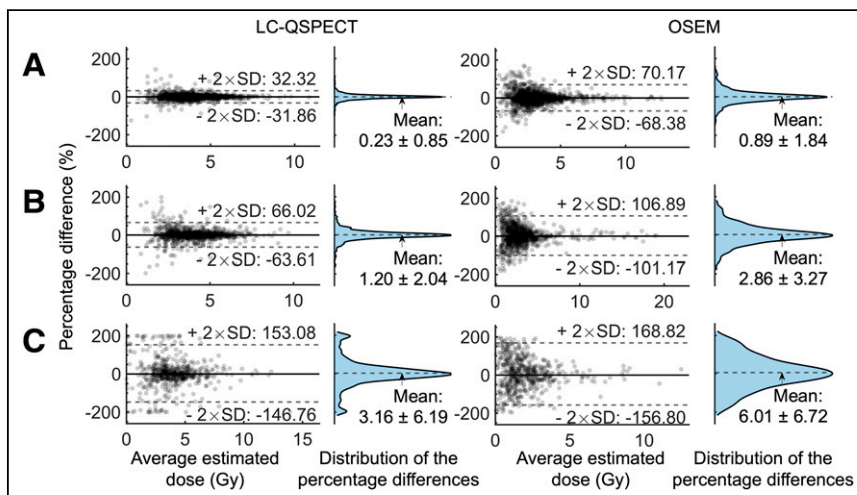 LC-QSPECT OSEM
A
Percentage difference (%)
200
0
-200
+ 2×SD: 32.32
- 2×SD: -31.86
0 5 10
Mean:
0.23 ± 0.85
200
0
-200
+ 2×SD: 70.17
- 2×SD: -68.38
0 5 10
Mean:
0.89 ± 1.84
B
200
0
-200
+ 2×SD: 66.02
- 2×SD: -63.61
0 5 10
Mean:
1.20 ± 2.04
200
0
-200
+ 2×SD: 106.89
- 2×SD: -101.17
0 10 20
Mean:
2.86 ± 3.27
C
200
0
-200
+ 2×SD: 153.08
- 2×SD: -146.76
0 5 10 15
Mean:
3.16 ± 6.19
200
0
-200
+ 2×SD: 168.82
- 2×SD: -156.80
0 5 10
Mean:
6.01 ± 6.72
Average estimated
dose (Gy)
Distribution of the
percentage differences
Average estimated
dose (Gy)
Distribution of the
percentage differences